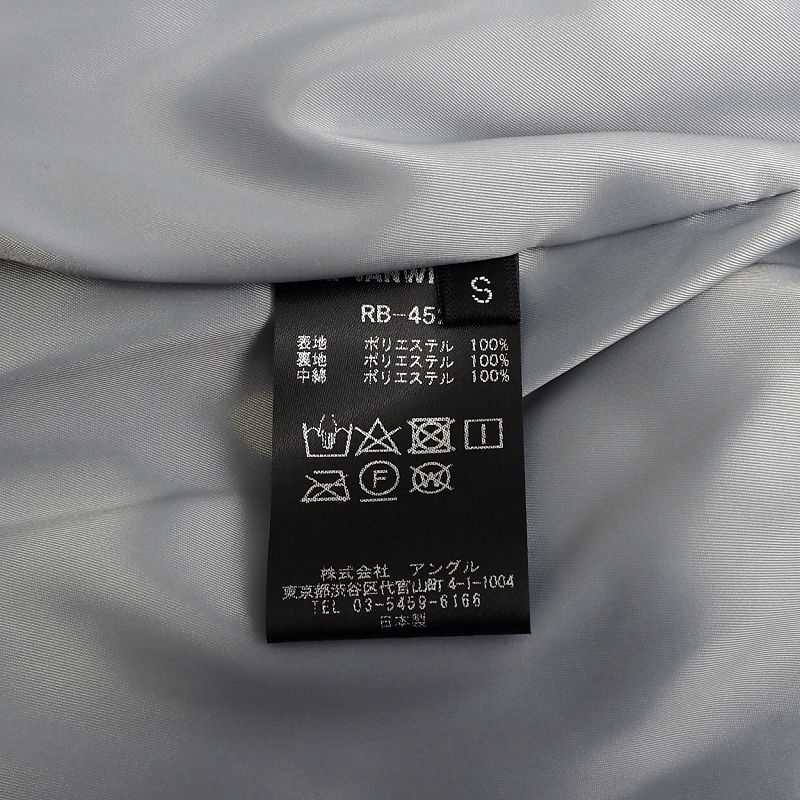 S
RB-452
表地 ポリエステル 100%
裏地 ポリエステル 100%
中綿 ポリエステル 100%
F
W
株式会社 アングル
東京都渋谷区代官山町4-1-1004
TEL 03-5459-6166
日本製